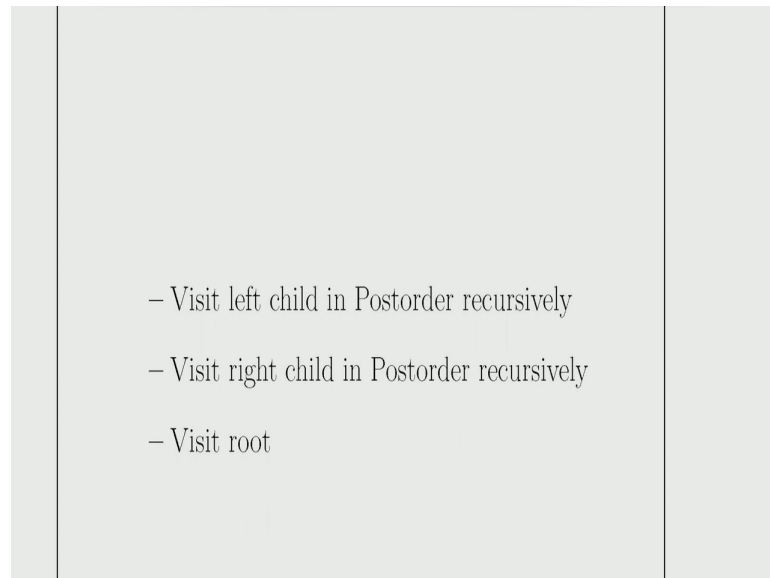 – Visit left child in Postorder recursively
– Visit right child in Postorder recursively
– Visit root